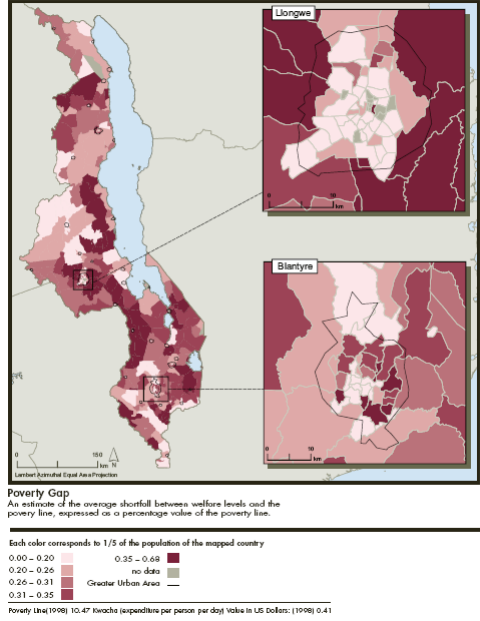 Llongwe
0
10
km
Blantyre
0
10
km
0
150
km
N
Lambert Azimuthal Equal Area Projection
Poverty Gap
An estimate of the average shortfall between welfare levels and the
povery line, expressed as a percentage value of the poverty line.
Each color corresponds to 1/5 of the population of the mapped country
0.00 – 0.20
0.20 – 0.26
0.26 – 0.31
0.31 – 0.35
0.35 – 0.68
no data
Greater Urban Area
Poverty Line(1998) 10.47 Kwacha (expenditure per person per day) Value in US Dollars: (1998) 0.41